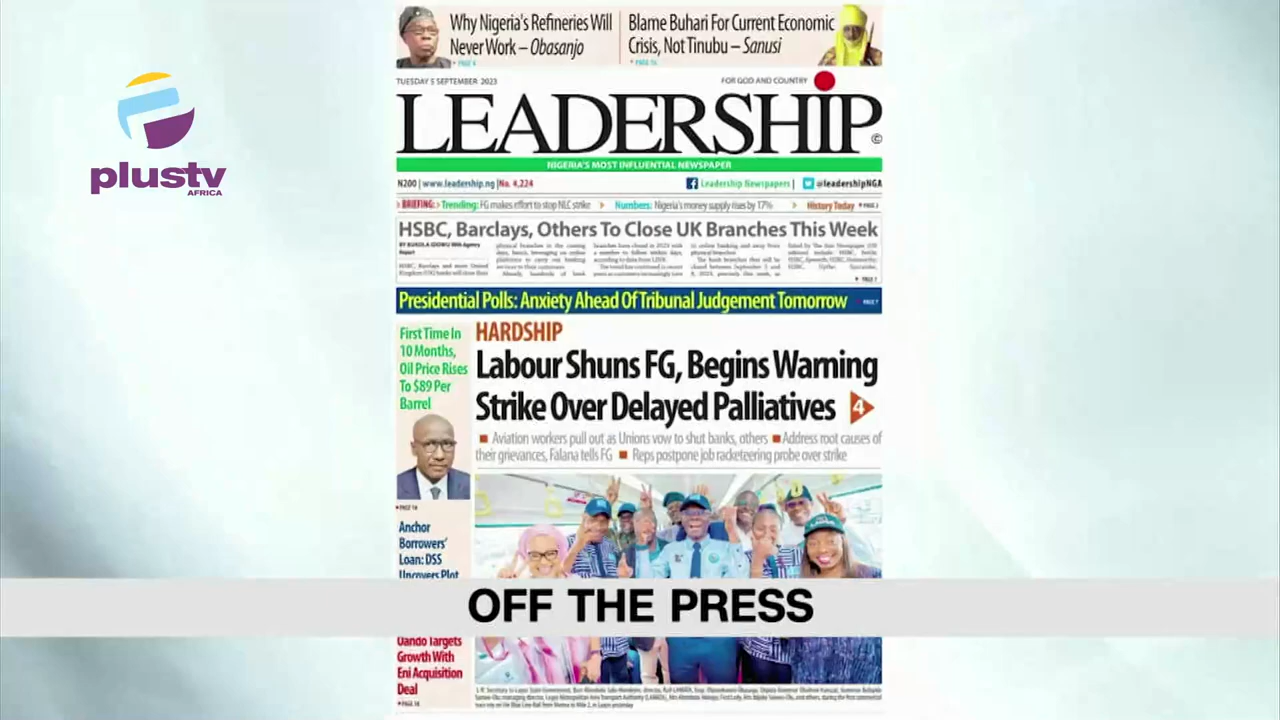 plustv
AFRICA
Why Nigeria's Refineries Will
Never Work – Obasanjo
Blame Buhari For Current Economic
Crisis, Not Tinubu – Sanusi
TUESDAY 5 SEPTEMBER 2023
FOR GOD AND COUNTRY
LEADERSHIP
NIGERIA'S MOST INFLUENTIAL NEWSPAPER
N200 | www.leadership.ng | No. 4,224
Leadership Newspapers |
@leadershipNGA
BRIEFING: Trending: FG makes effort to stop NLC strike
Numbers: Nigeria's money supply rises by 17%
History Today
HSBC, Barclays, Others To Close UK Branches This Week
Presidential Polls: Anxiety Ahead Of Tribunal Judgement Tomorrow
First Time In
10 Months,
Oil Price Rises
To $89 Per
Barrel
HARDSHIP
Labour Shuns FG, Begins Warning
Strike Over Delayed Palliatives 4
Aviation workers pull out as Unions vow to shut banks, others
Address root causes of
their grievances, Falana tells FG
Reps postpone job racketeering probe over strike
Anchor
Borrowers'
Loan: DSS
Uncovers Plot
OFF THE PRESS
Oando Targets
Growth With
Eni Acquisition
Deal